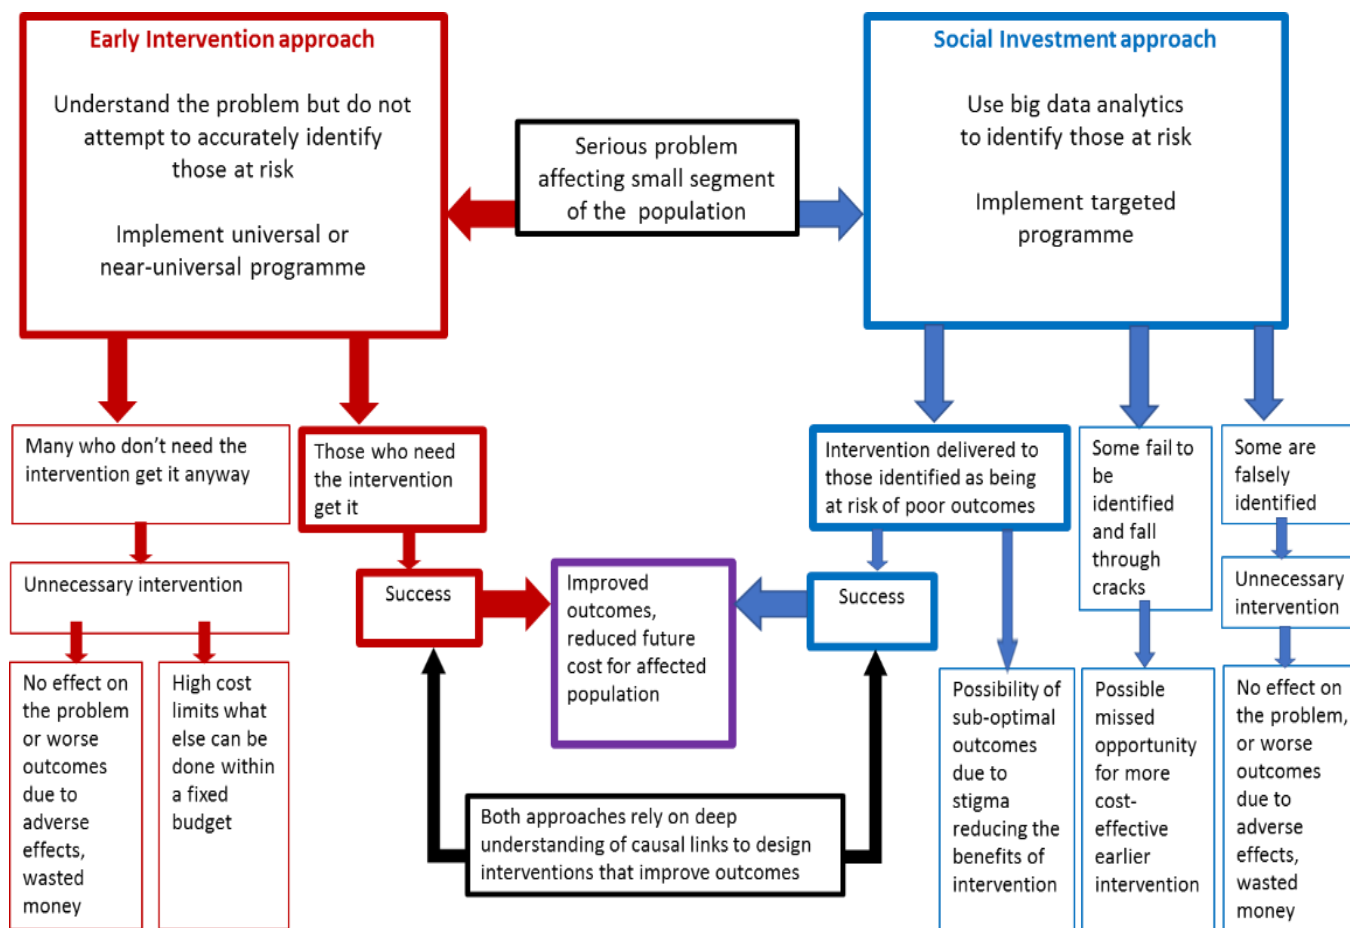 Early Intervention approach
Understand the problem but do not
attempt to accurately identify
those at risk
Implement universal or
near-universal programme
Serious problem
affecting small segment
of the population
Social Investment approach
Use big data analytics
to identify those at risk
Implement targeted
programme
Many who don't need the
intervention get it anyway
Those who need
the intervention
get it
Intervention delivered to
those identified as being
at risk of poor outcomes
Some fail to
be
identified
and fall
through
cracks
Some are
falsely
identified
Unnecessary intervention
Success
Improved
outcomes,
reduced future
cost for affected
population
Success
Unnecessary
intervention
No effect on
the problem
or worse
outcomes
due to
adverse
effects,
wasted
money
High cost
limits what
else can be
done within
a fixed
budget
Both approaches rely on deep
understanding of causal links to design
interventions that improve outcomes
Possibility of
sub-optimal
outcomes
due to
stigma
reducing the
benefits of
intervention
Possible
missed
opportunity
for more
cost-
effective
earlier
intervention
No effect on
the problem,
or worse
outcomes
due to
adverse
effects,
wasted
money